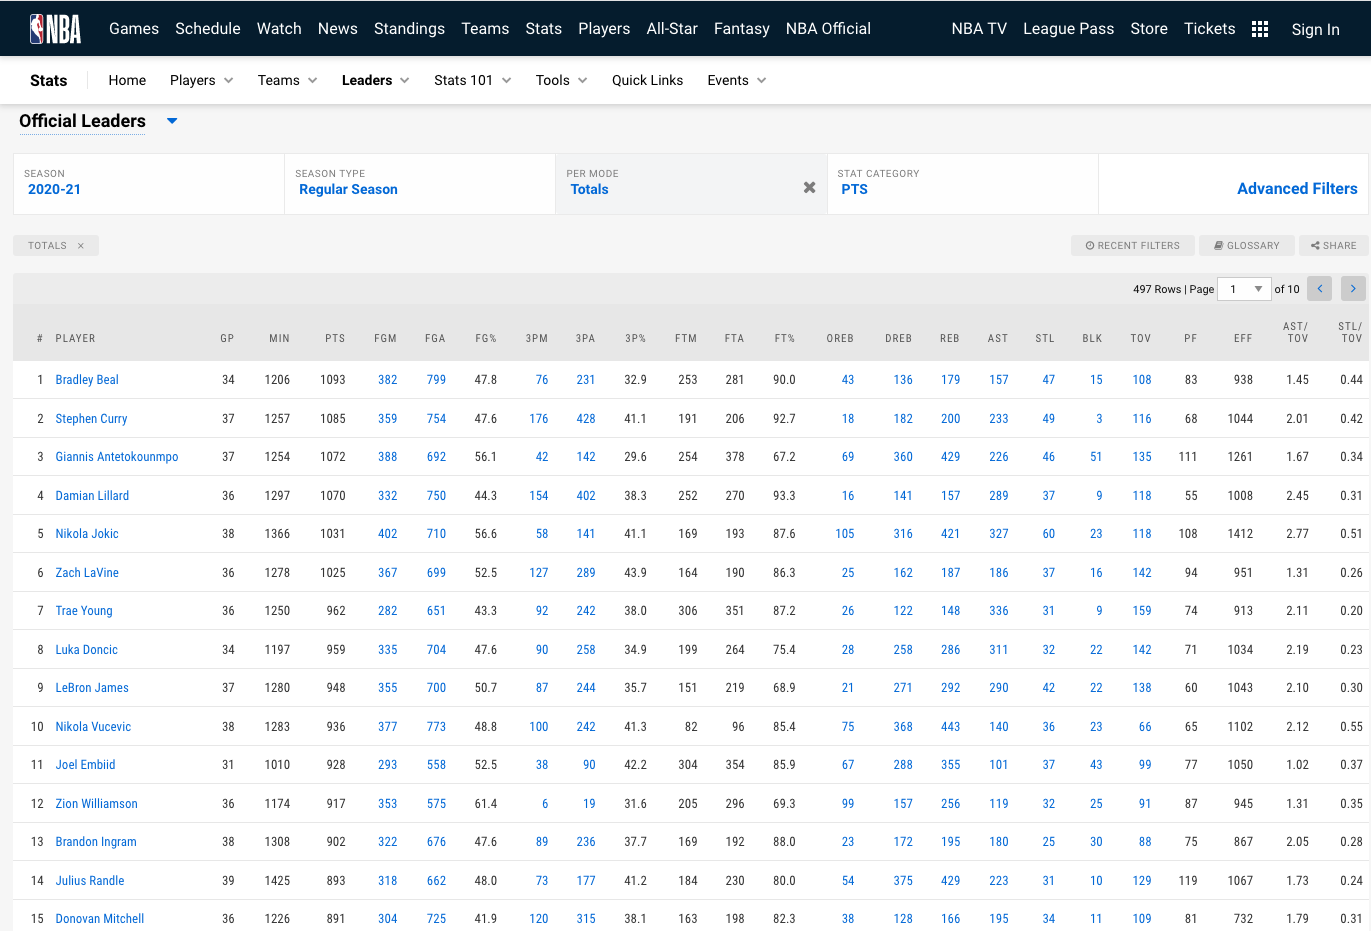 NBA Games Schedule Watch News Standings Teams Stats Players All-Star Fantasy NBA Official NBA TV League Pass Store Tickets Sign In
Stats Home Players Teams Leaders Stats 101 Tools Quick Links Events
Official Leaders
SEASON SEASON TYPE PER MODE STAT CATEGORY
2020-21 Regular Season Totals PTS Advanced Filters
TOTALS × RECENT FILTERS GLOSSARY SHARE
497 Rows | Page 1 of 10
# PLAYER GP MIN PTS FGM FGA FG% 3PM 3PA 3P% FTM FTA FT% OREB DREB REB AST STL BLK TOV PF EFF AST/TOV STL/TOV
1 Bradley Beal 34 1206 1093 382 799 47.8 76 231 32.9 253 281 90.0 43 136 179 157 47 15 108 83 938 1.45 0.44
2 Stephen Curry 37 1257 1085 359 754 47.6 176 428 41.1 191 206 92.7 18 182 200 233 49 3 116 68 1044 2.01 0.42
3 Giannis Antetokounmpo 37 1254 1072 388 692 56.1 42 142 29.6 254 378 67.2 69 360 429 226 46 51 135 111 1261 1.67 0.34
4 Damian Lillard 36 1297 1070 332 750 44.3 154 402 38.3 252 270 93.3 16 141 157 289 37 9 118 55 1008 2.45 0.31
5 Nikola Jokic 38 1366 1031 402 710 56.6 58 141 41.1 169 193 87.6 105 316 421 327 60 23 118 108 1412 2.77 0.51
6 Zach LaVine 36 1278 1025 367 699 52.5 127 289 43.9 164 190 86.3 25 162 187 186 37 16 142 94 951 1.31 0.26
7 Trae Young 36 1250 962 282 651 43.3 92 242 38.0 306 351 87.2 26 122 148 336 31 9 159 74 913 2.11 0.20
8 Luka Doncic 34 1197 959 335 704 47.6 90 258 34.9 199 264 75.4 28 258 286 311 32 22 142 71 1034 2.19 0.23
9 LeBron James 37 1280 948 355 700 50.7 87 244 35.7 151 219 68.9 21 271 292 290 42 22 138 60 1043 2.10 0.30
10 Nikola Vucevic 38 1283 936 377 773 48.8 100 242 41.3 82 96 85.4 75 368 443 140 36 23 66 65 1102 2.12 0.55
11 Joel Embiid 31 1010 928 293 558 52.5 38 90 42.2 304 354 85.9 67 288 355 101 37 43 99 77 1050 1.02 0.37
12 Zion Williamson 36 1174 917 353 575 61.4 6 19 31.6 205 296 69.3 99 157 256 119 32 25 91 87 945 1.31 0.35
13 Brandon Ingram 38 1308 902 322 676 47.6 89 236 37.7 169 192 88.0 23 172 195 180 25 30 88 75 867 2.05 0.28
14 Julius Randle 39 1425 893 318 662 48.0 73 177 41.2 184 230 80.0 54 375 429 223 31 10 129 119 1067 1.73 0.24
15 Donovan Mitchell 36 1226 891 304 725 41.9 120 315 38.1 163 198 82.3 38 128 166 195 34 11 109 81 732 1.79 0.31